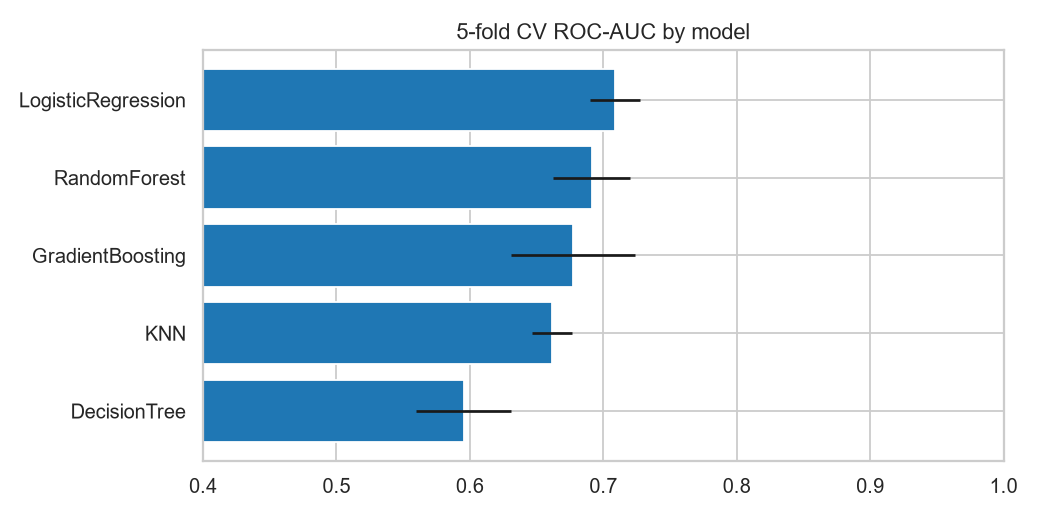 5-fold CV ROC-AUC by model
LogisticRegression
RandomForest
GradientBoosting
KNN
DecisionTree
0.4 0.5 0.6 0.7 0.8 0.9 1.0